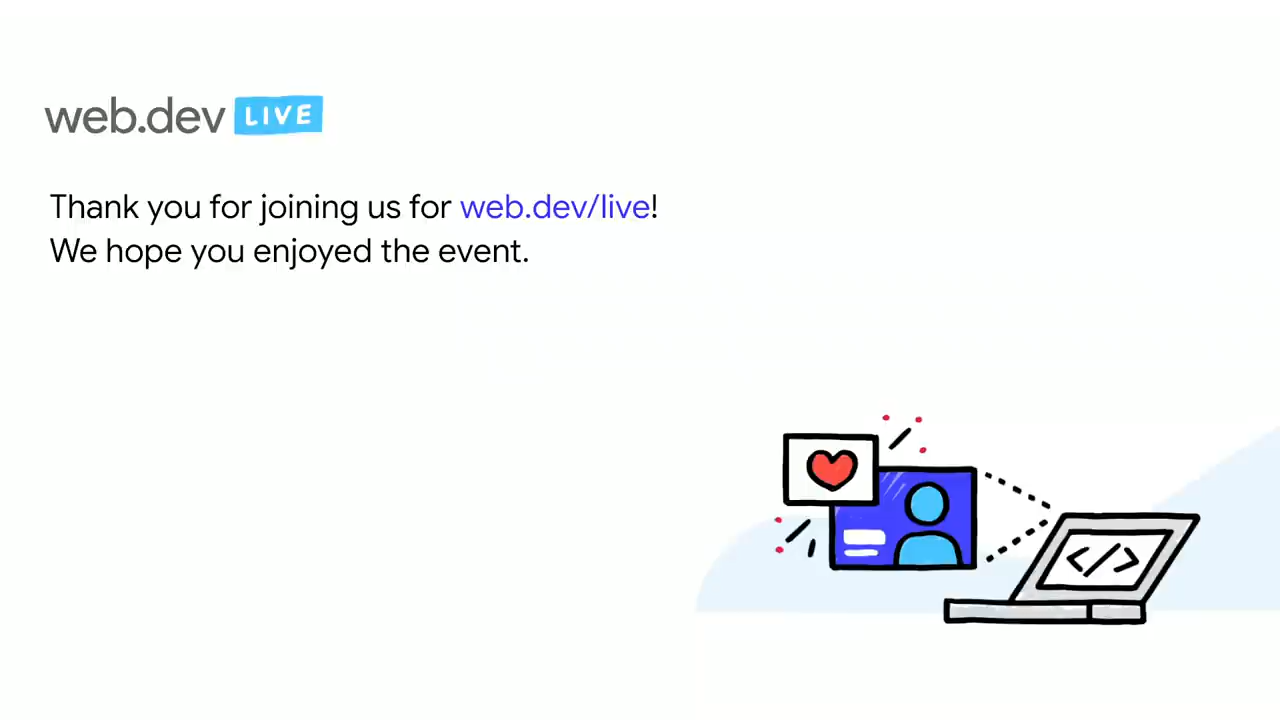 web.dev LIVE
Thank you for joining us for web.dev/live!
We hope you enjoyed the event.
</>